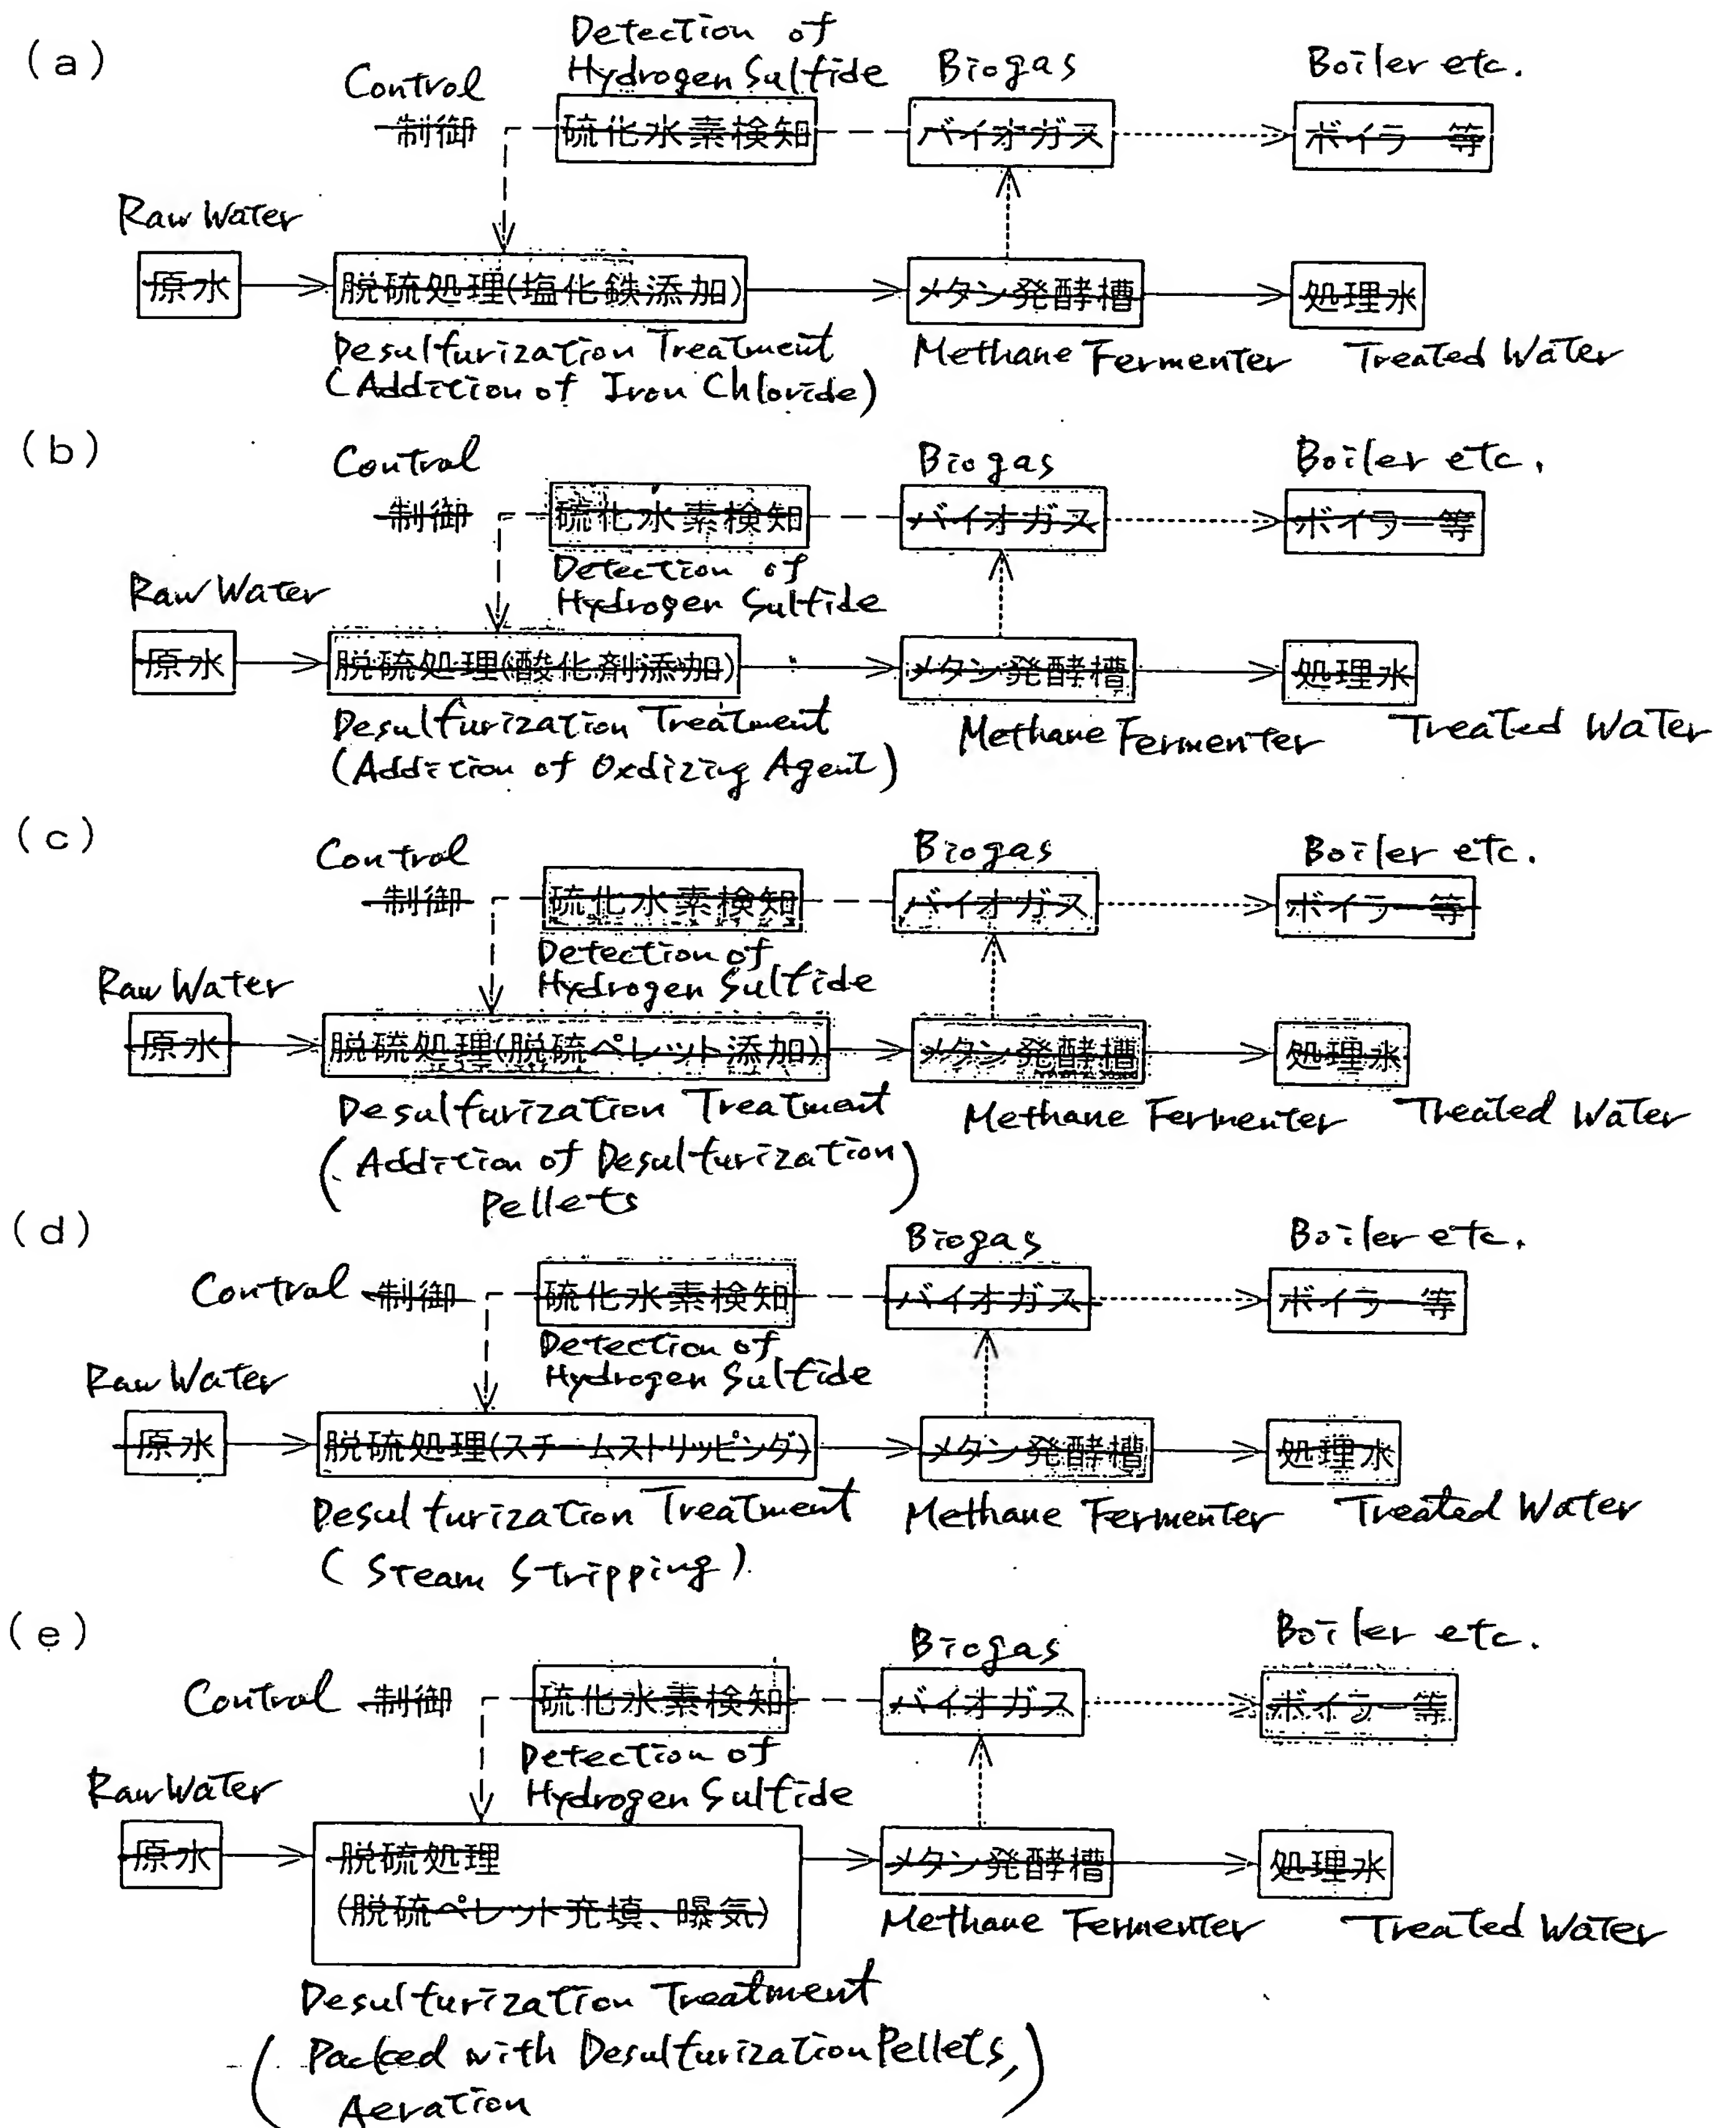 (a)
Detection of
Hydrogen Sulfide
Biogas
Boiler etc.
Control
制御
硫化水素検知
バイオガス
ボイラー等
Raw Water
原水
脱硫処理(塩化鉄添加)
メタン発酵槽
処理水
Desulfurization Treatment
(Addition of Iron Chloride)
Methane Fermenter
Treated Water
(b)
Control
Biogas
Boiler etc.
制御
硫化水素検知
バイオガス
ボイラー等
Detection of
Hydrogen Sulfide
Raw Water
原水
脱硫処理(酸化剤添加)
メタン発酵槽
処理水
Desulfurization Treatment
(Addition of Oxdizing Agent)
Methane Fermenter
Treated Water
(c)
Control
Biogas
Boiler etc.
制御
硫化水素検知
バイオガス
ボイラー等
Detection of
Hydrogen Sulfide
Raw Water
原水
脱硫処理(脱硫ペレット添加)
メタン発酵槽
処理水
Desulfurization Treatment
(Addition of Desulfurization
Pellets)
Methane Fermenter
Treated Water
(d)
Biogas
Boiler etc.
Control
制御
硫化水素検知
バイオガス
ボイラー等
Detection of
Hydrogen Sulfide
Raw Water
原水
脱硫処理(スチームストリッピング)
メタン発酵槽
処理水
Desulfurization Treatment
(Steam Stripping)
Methane Fermenter
Treated Water
(e)
Biogas
Boiler etc.
Control
制御
硫化水素検知
バイオガス
ボイラー等
Detection of
Hydrogen Sulfide
Raw Water
原水
脱硫処理
(脱硫ペレット充填、曝気)
メタン発酵槽
処理水
Methane Fermenter
Treated Water
Desulfurization Treatment
(Packed with Desulfurization Pellets,
Aeration)